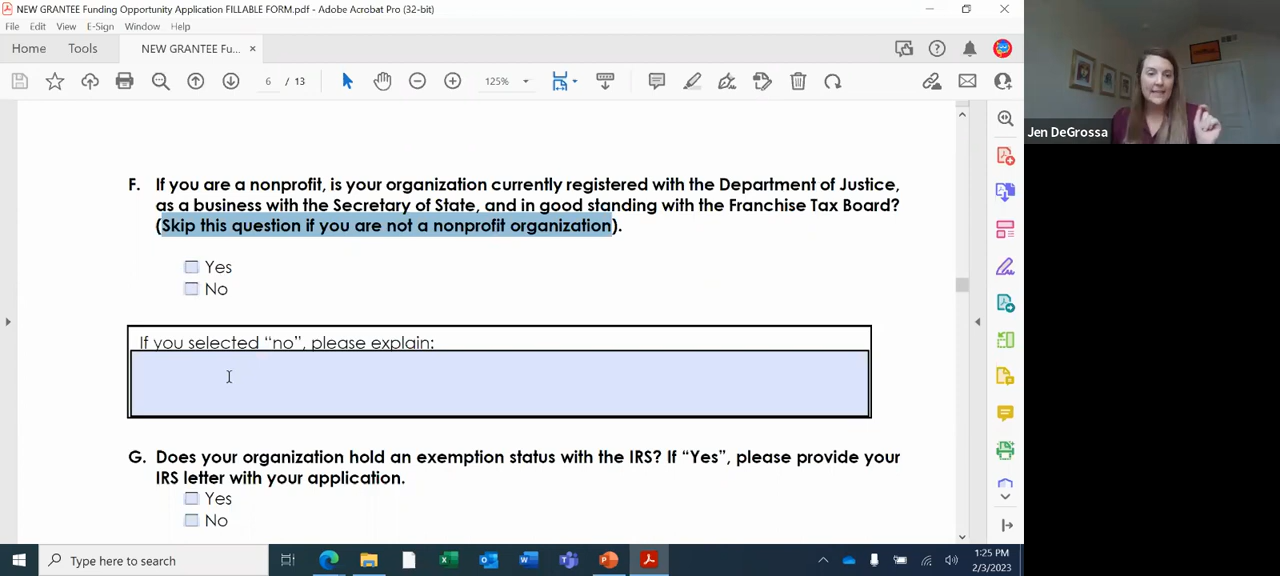 NEW GRANTEE Funding Opportunity Application FILLABLE FORM.pdf - Adobe Acrobat Pro (32-bit)
File Edit View E-Sign Window Help
Home Tools NEW GRANTEE Fu... ×
6 / 13 125%
Jen DeGrossa
F. If you are a nonprofit, is your organization currently registered with the Department of Justice,
as a business with the Secretary of State, and in good standing with the Franchise Tax Board?
(Skip this question if you are not a nonprofit organization).
Yes
No
If you selected “no”, please explain:
G. Does your organization hold an exemption status with the IRS? If “Yes”, please provide your
IRS letter with your application.
Yes
No
Type here to search
1:25 PM
2/3/2023